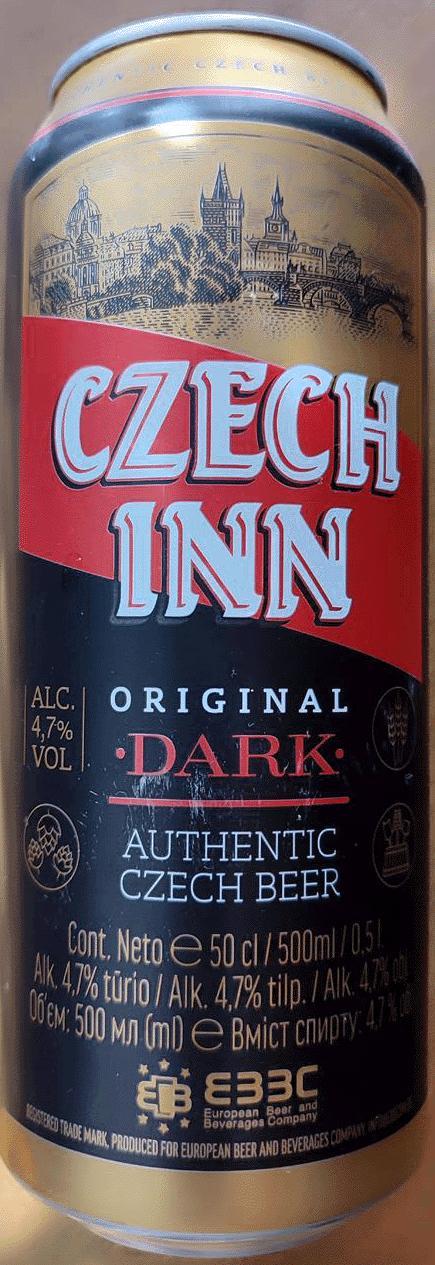 CZECH
CZECH
INN
ORIGINAL
ALC.
4,7%
VOL
·DARK·
AUTHENTIC
CZECH BEER
Cont. Neto ℮ 50 cl / 500ml / 0,5 l
Alk. 4,7% tūrio / Alk. 4,7% tilp. / Alk. 4,7%
Об'єм: 500 мл (ml) ℮ Вміст спирту: 4,7%
EBBC
European Beer and
Beverages Company
REGISTERED TRADE MARK, PRODUCED FOR EUROPEAN BEER AND BEVERAGES COMPANY